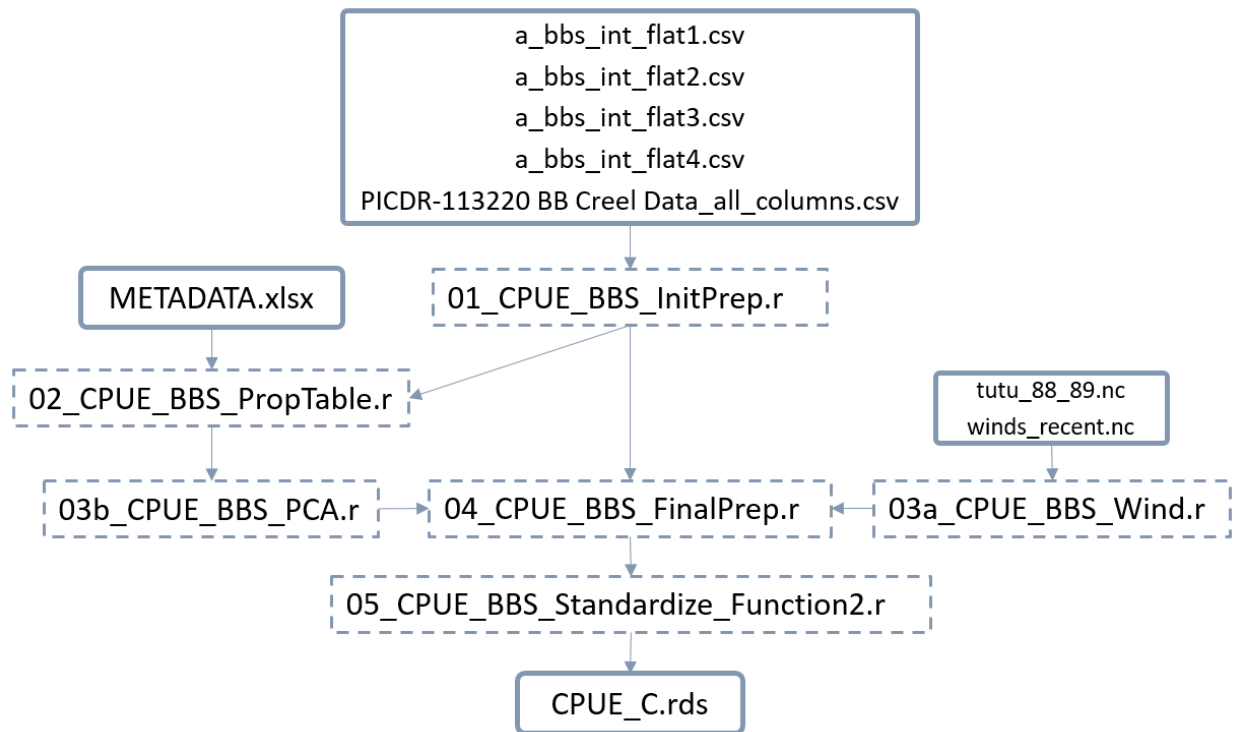 a_bbs_int_flat1.csv
a_bbs_int_flat2.csv
a_bbs_int_flat3.csv
a_bbs_int_flat4.csv
PICDR-113220 BB Creel Data_all_columns.csv
METADATA.xlsx
01_CPUE_BBS_InitPrep.r
02_CPUE_BBS_PropTable.r
tutu_88_89.nc
winds_recent.nc
03b_CPUE_BBS_PCA.r
04_CPUE_BBS_FinalPrep.r
03a_CPUE_BBS_Wind.r
05_CPUE_BBS_Standardize_Function2.r
CPUE_C.rds